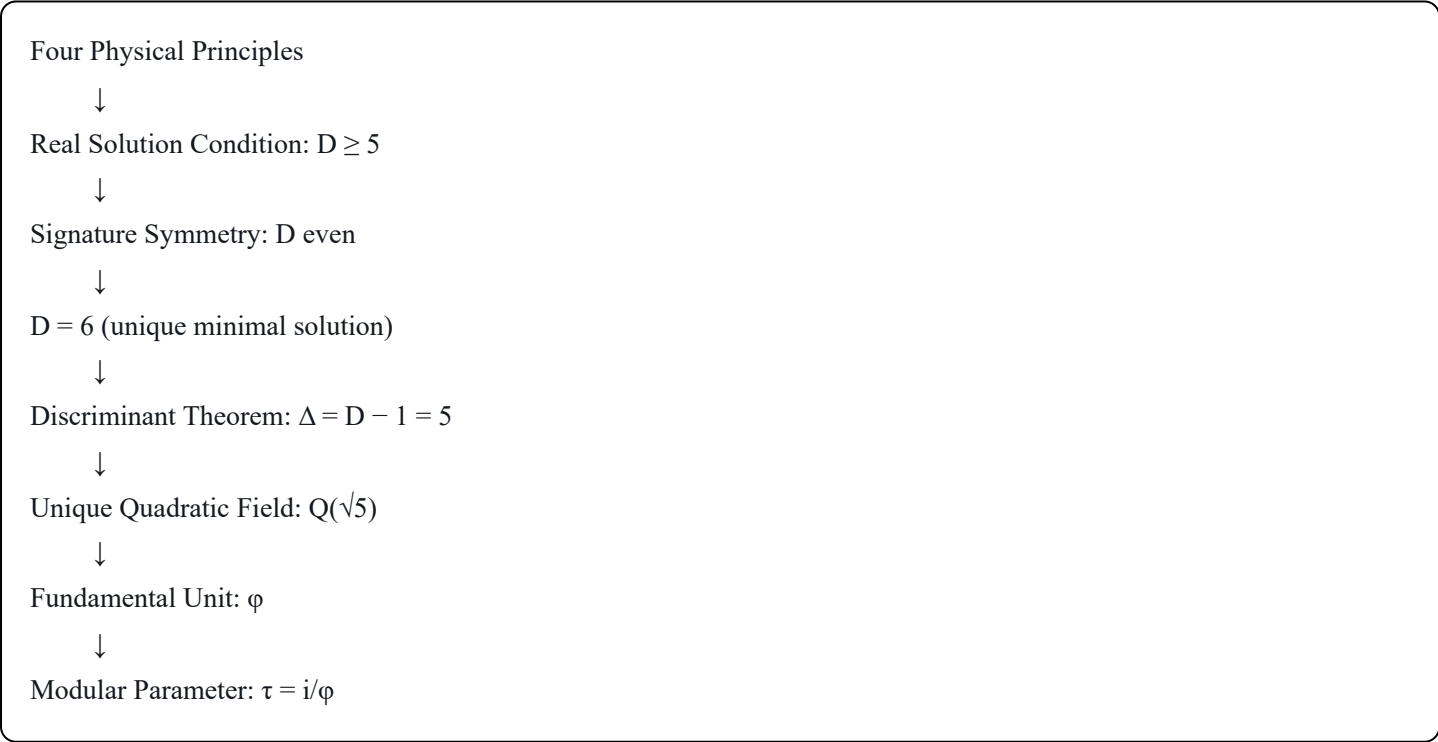 Four Physical Principles
↓
Real Solution Condition: D ≥ 5
↓
Signature Symmetry: D even
↓
D = 6 (unique minimal solution)
↓
Discriminant Theorem: Δ = D − 1 = 5
↓
Unique Quadratic Field: Q(√5)
↓
Fundamental Unit: φ
↓
Modular Parameter: τ = i/φ